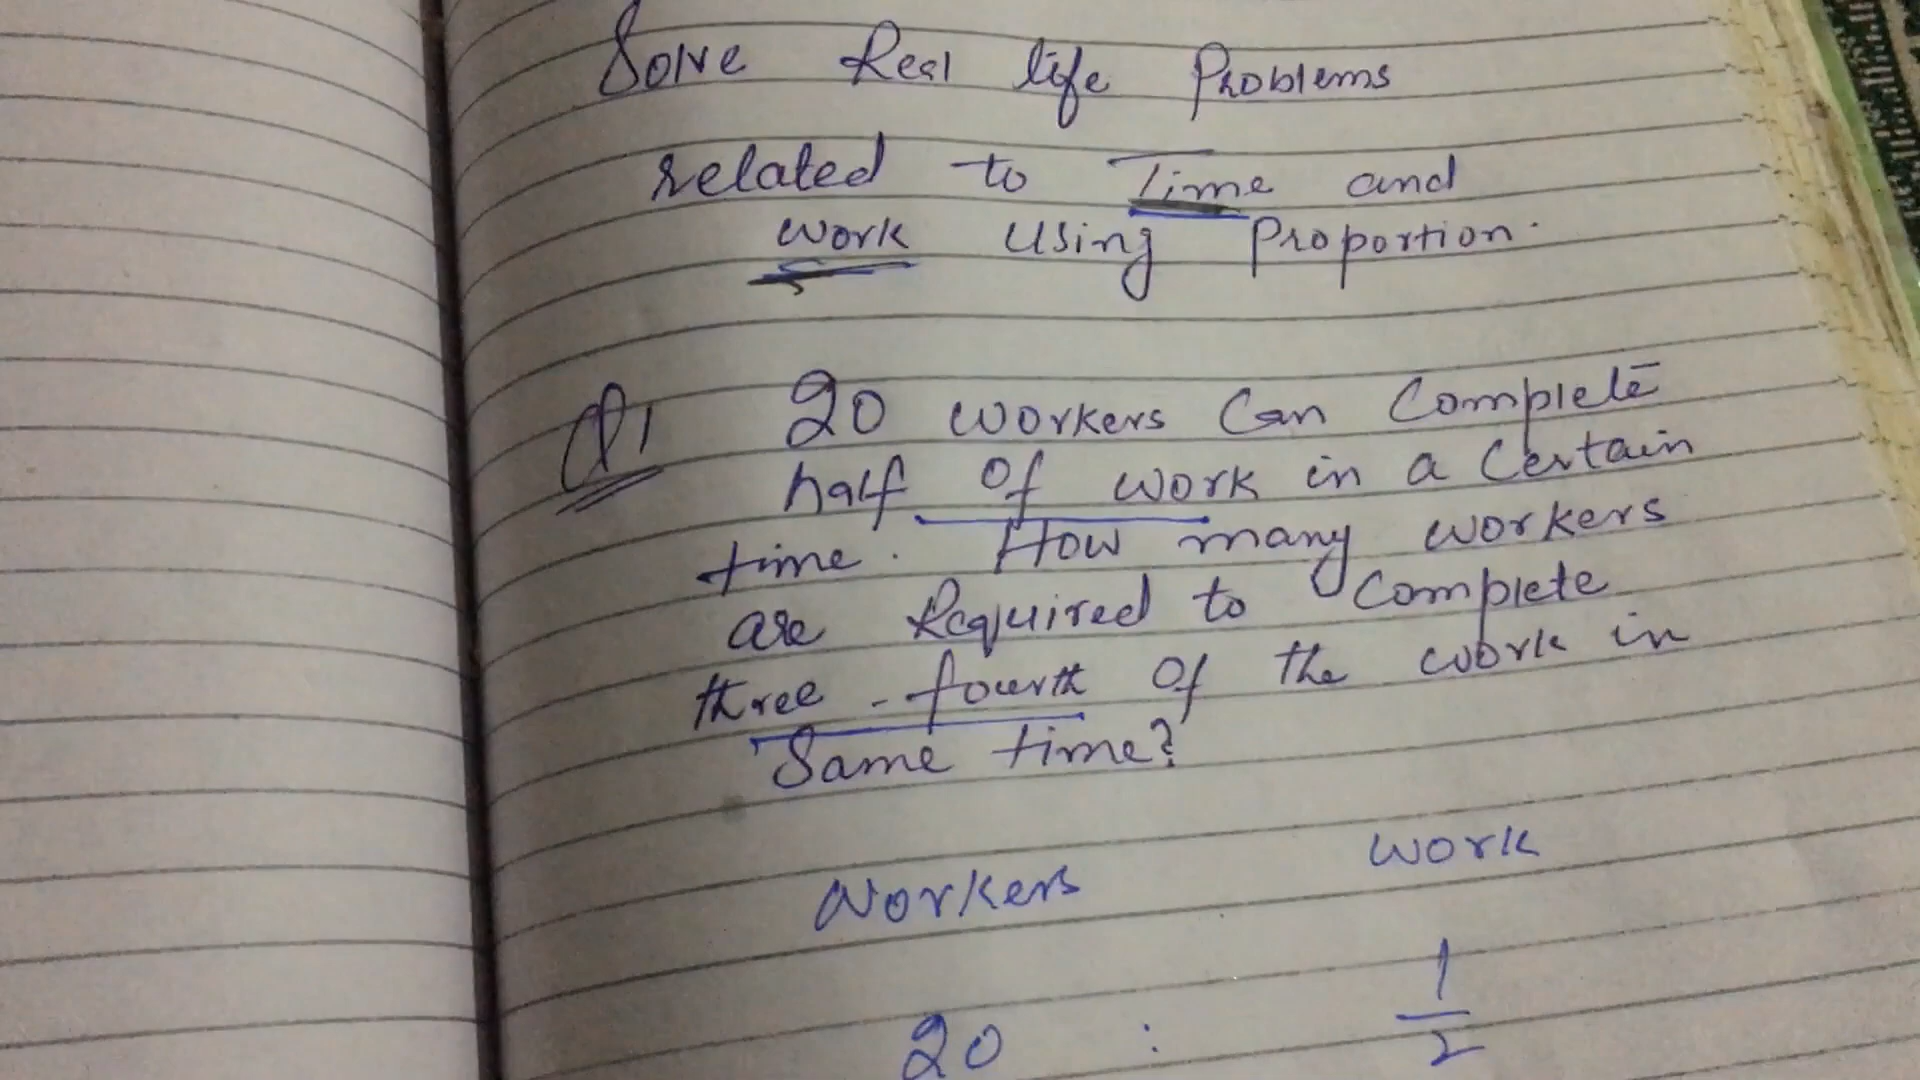 Solve Real life Problems
related to Time and
Work Using Proportion.
Q1 20 workers Can Complete
half of work in a Certain
time. How many workers
are Required to Complete
three-fourth of the work in
Same time?
Workers Work
20 : 1/2